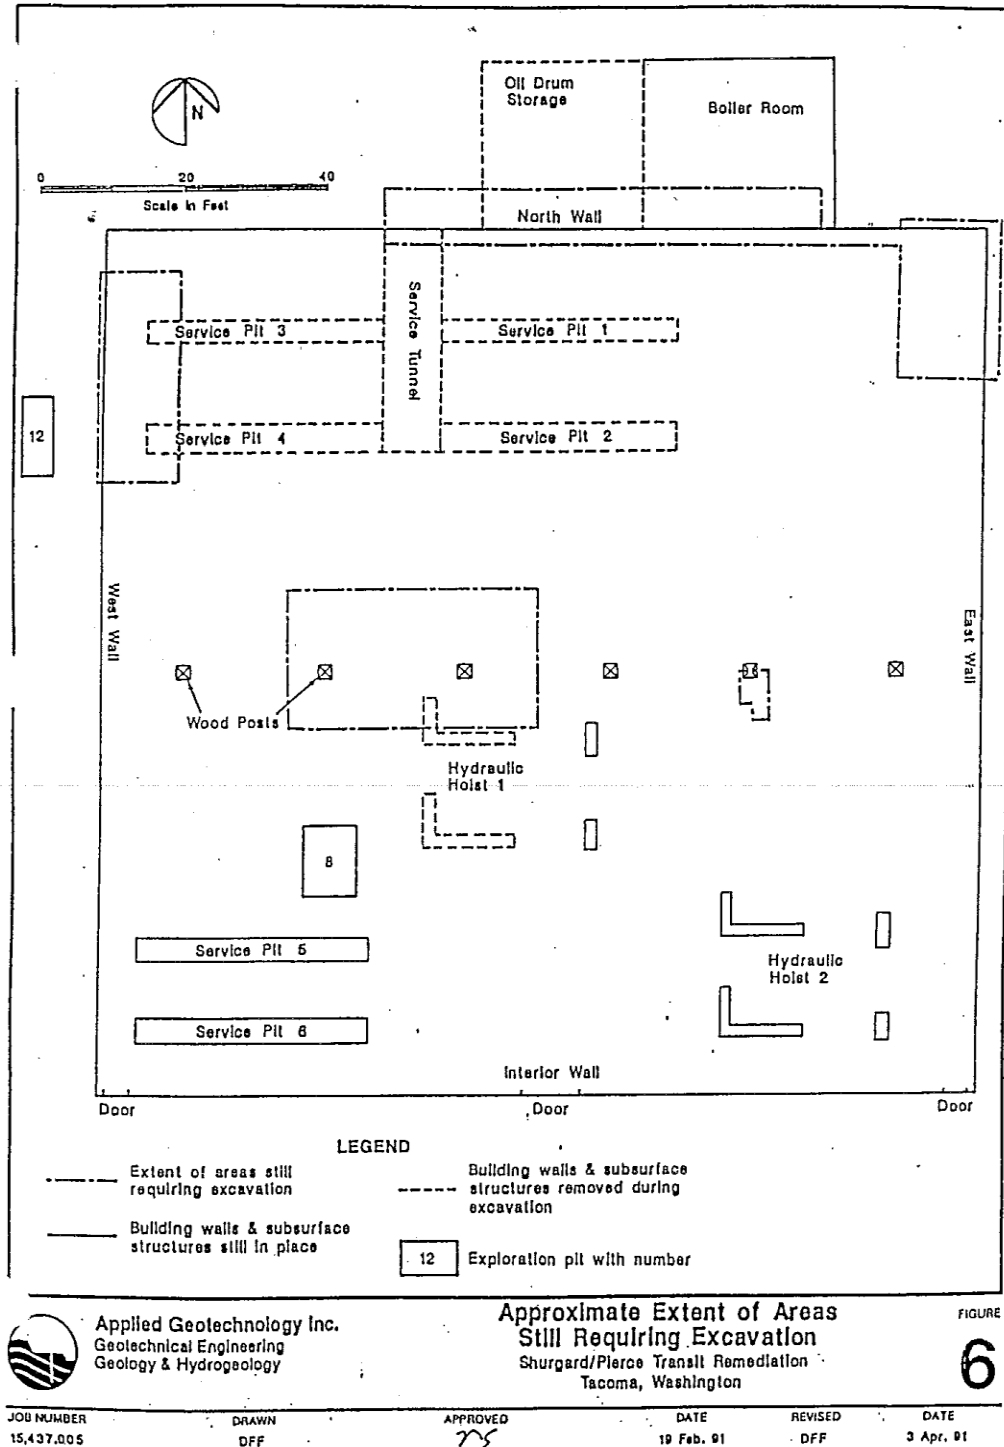 Oil Drum
Storage
Boiler Room
N
0 20 40
Scale in Feet
North Wall
Service Tunnel
Service Pit 3
Service Pit 1
12
Service Pit 4
Service Pit 2
West Wall
East Wall
Wood Posts
Hydraulic
Hoist 1
8
Service Pit 5
Hydraulic
Hoist 2
Service Pit 6
Interior Wall
Door
Door
Door
LEGEND
Extent of areas still
requiring excavation
Building walls & subsurface
structures removed during
excavation
Building walls & subsurface
structures still in place
12
Exploration pit with number
Applied Geotechnology Inc.
Geotechnical Engineering
Geology & Hydrogeology
Approximate Extent of Areas
Still Requiring Excavation
Shurgard/Pierce Transit Remediation
Tacoma, Washington
FIGURE
6
JOB NUMBER DRAWN APPROVED DATE REVISED DATE
15,437.005 DFF 19 Feb. 91 DFF 3 Apr. 91